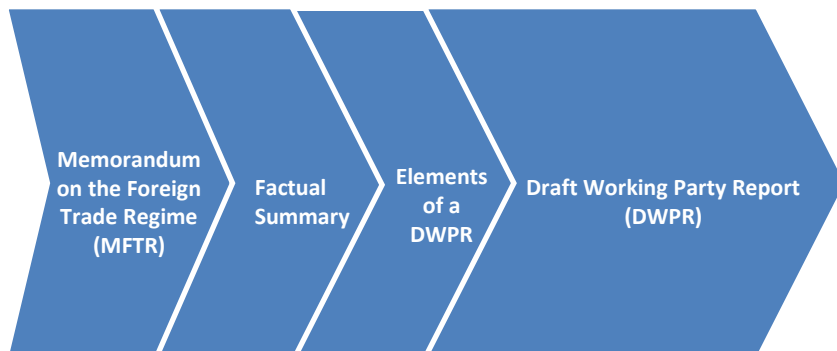 Memorandum
on the Foreign
Trade Regime
(MFTR)
Factual
Summary
Elements
of a
DWPR
Draft Working Party Report
(DWPR)